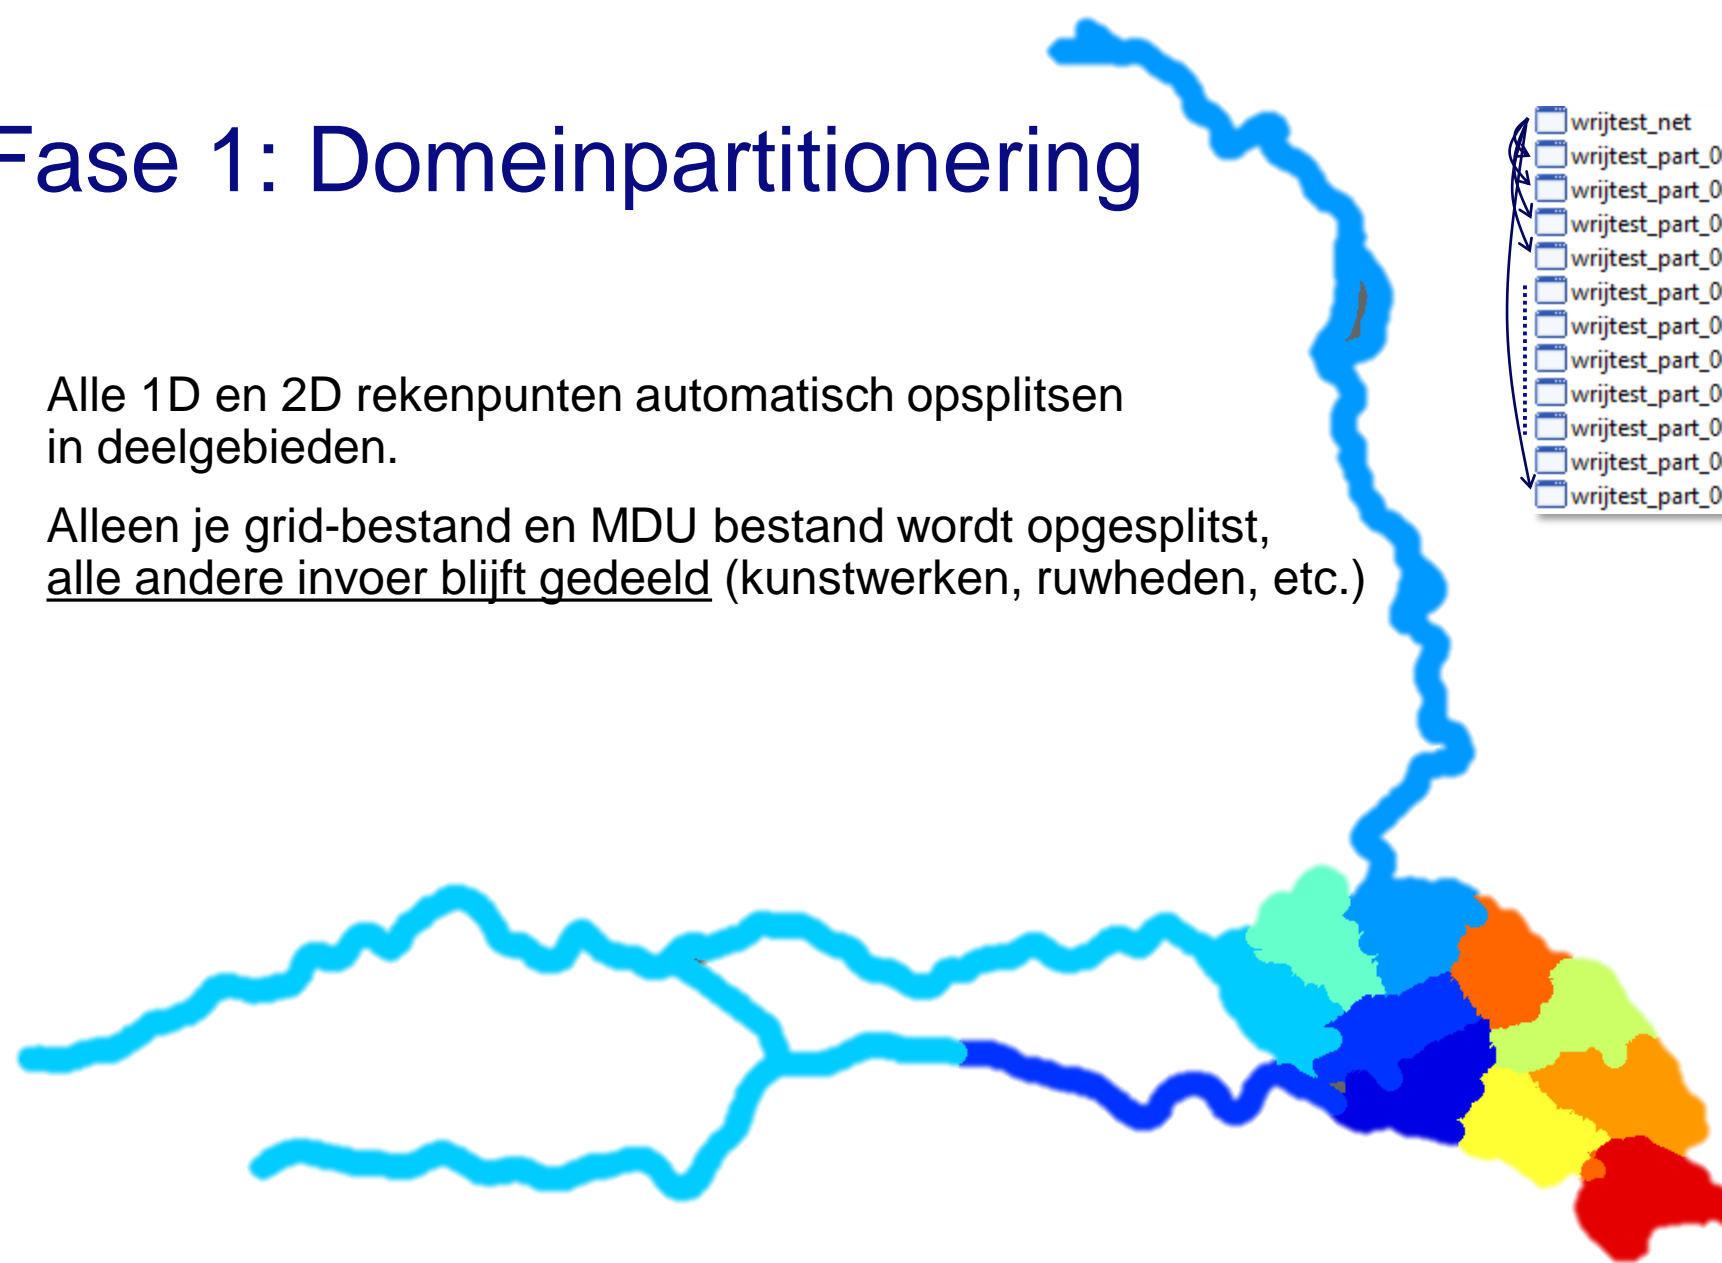 Fase 1: Domeinpartitionering
Alle 1D en 2D rekenpunten automatisch opsplitsen
in deelgebieden.
Alleen je grid-bestand en MDU bestand wordt opgesplitst,
alle andere invoer blijft gedeeld (kunstwerken, ruwheden, etc.)
wrijtest_net
wrijtest_part_0
wrijtest_part_0
wrijtest_part_0
wrijtest_part_0
wrijtest_part_0
wrijtest_part_0
wrijtest_part_0
wrijtest_part_0
wrijtest_part_0
wrijtest_part_0
wrijtest_part_0